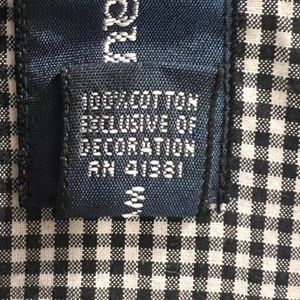 100% COTTON
EXCLUSIVE OF
DECORATION
RN 41381